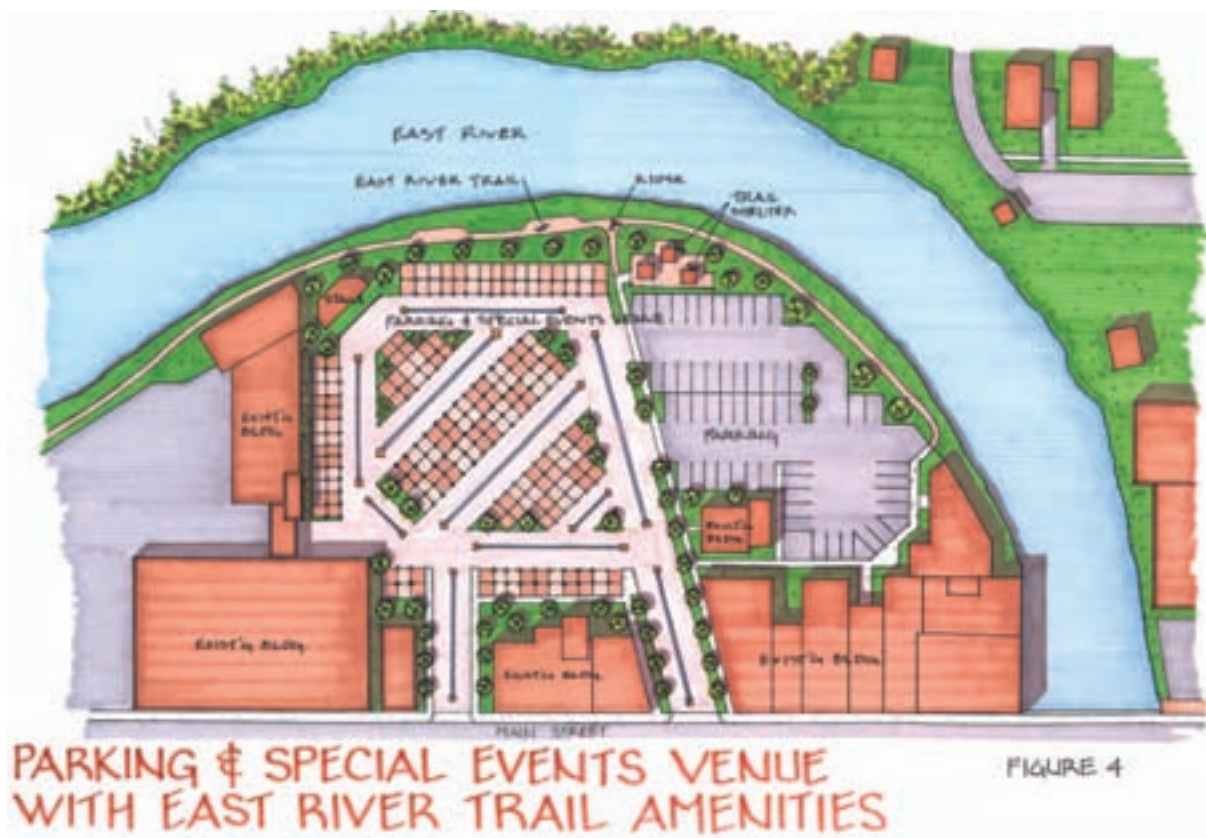 EAST RIVER
EAST RIVER TRAIL
TRAIL
SHELTER
STAGE
PARKING & SPECIAL EVENTS VENUE
EXIST'G
BLDG.
PARKING
EXIST'G
BLDG.
EXIST'G BLDG.
EXIST'G BLDG.
EXIST'G BLDG.
MAIN STREET
PARKING & SPECIAL EVENTS VENUE
WITH EAST RIVER TRAIL AMENITIES
FIGURE 4